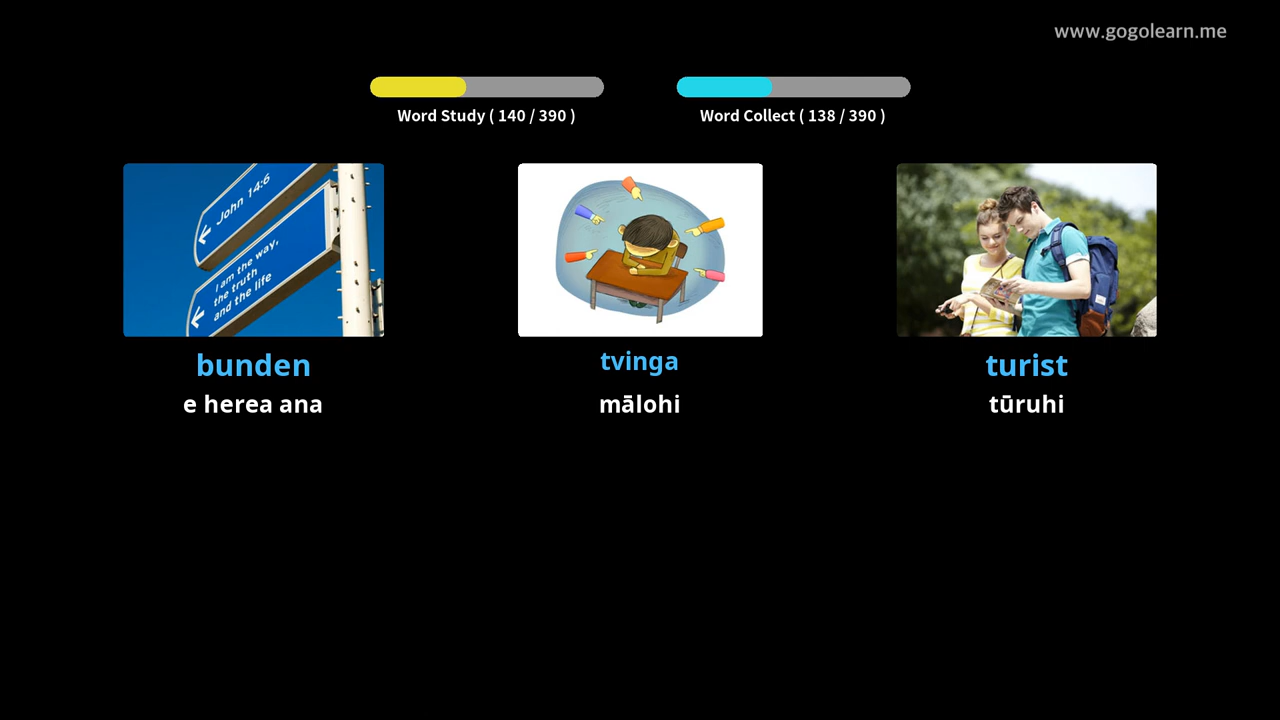 www.gogolearn.me
Word Study ( 140 / 390 )
Word Collect ( 138 / 390 )
John 14:6
I am the way,
the truth
and the life
bunden
e herea ana
tvinga
mālohi
turist
tūruhi